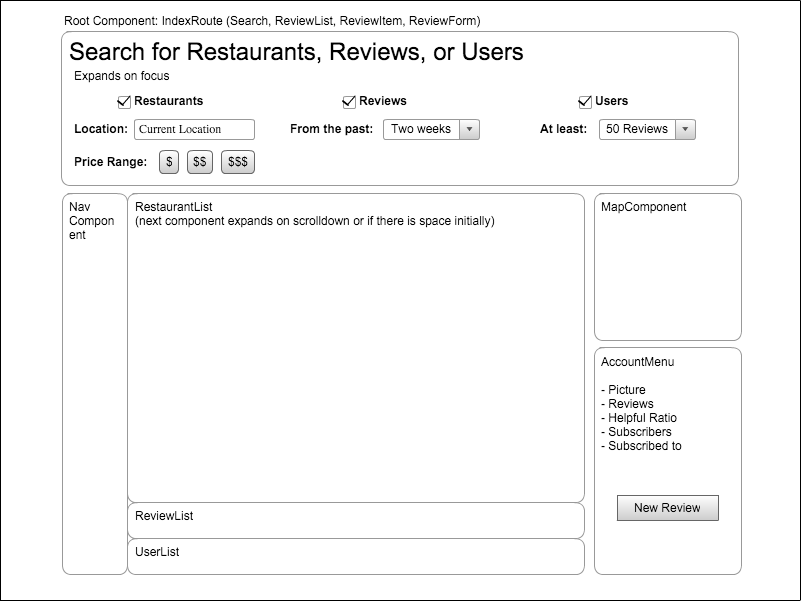 Root Component: IndexRoute (Search, ReviewList, ReviewItem, ReviewForm)
Search for Restaurants, Reviews, or Users
Expands on focus
Restaurants
Reviews
Users
Location: Current Location
From the past: Two weeks
At least: 50 Reviews
Price Range: $ $$ $$$
Nav
Compon
ent
RestaurantList
(next component expands on scrolldown or if there is space initially)
ReviewList
UserList
MapComponent
AccountMenu
- Picture
- Reviews
- Helpful Ratio
- Subscribers
- Subscribed to
New Review